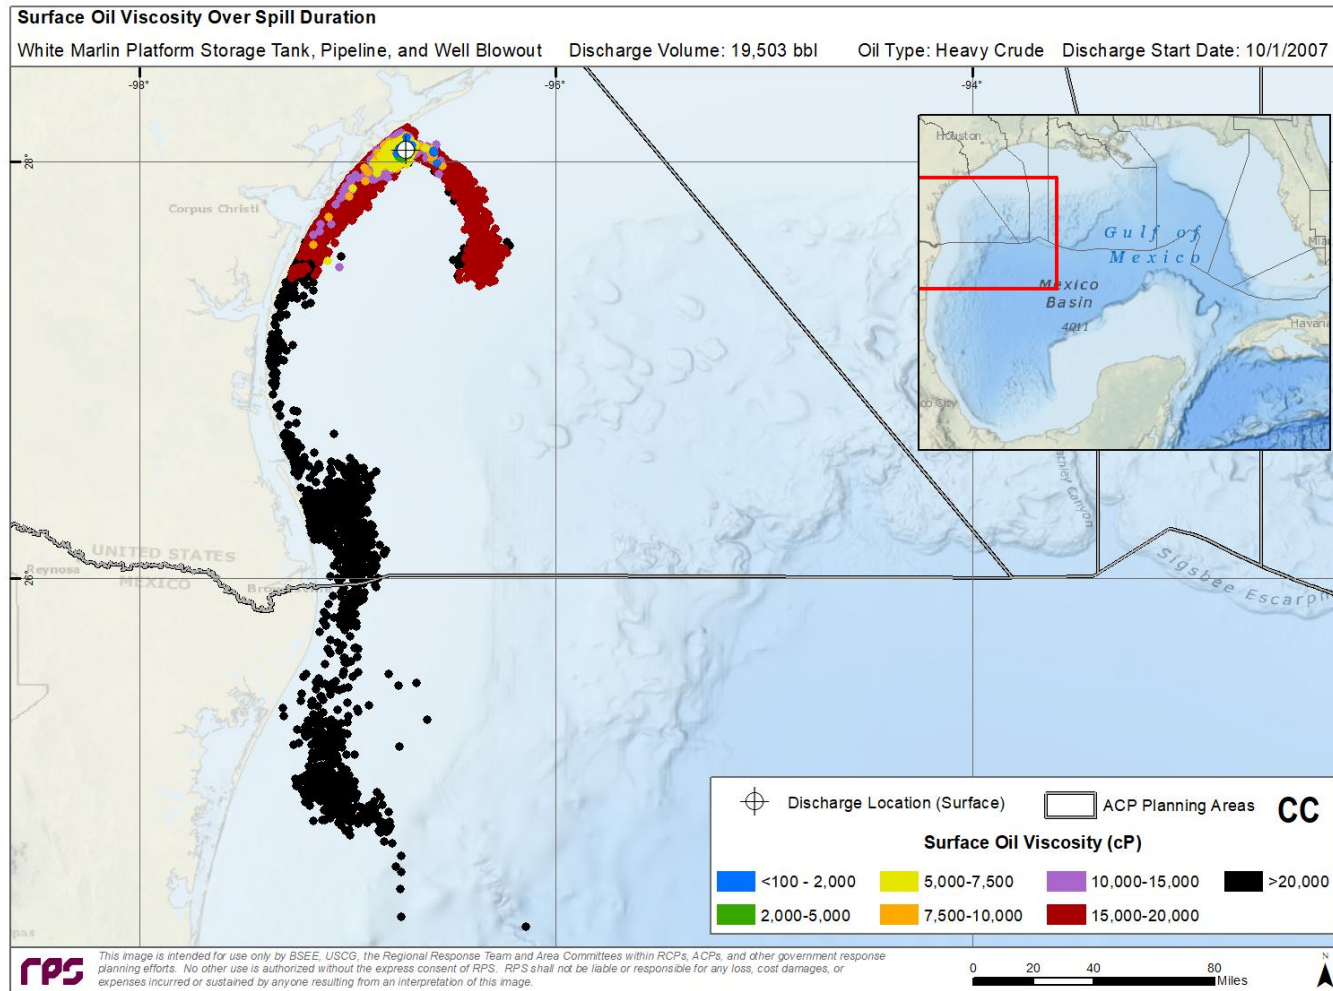 Surface Oil Viscosity Over Spill Duration
White Marlin Platform Storage Tank, Pipeline, and Well Blowout Discharge Volume: 19,503 bbl Oil Type: Heavy Crude Discharge Start Date: 10/1/2007
-98° -96° -94°
28°
Corpus Christi
Houston
Gulf of
Mexico
Mexico
Basin
4011
Havana
26°
UNITED STATES
MEXICO
Reynosa
Sigsbee Escarp
Discharge Location (Surface) ACP Planning Areas CC
Surface Oil Viscosity (cP)
<100 - 2,000 5,000-7,500 10,000-15,000 >20,000
2,000-5,000 7,500-10,000 15,000-20,000
rps
This image is intended for use only by BSEE, USCG, the Regional Response Team and Area Committees within RCPs, ACPs, and other government response
planning efforts. No other use is authorized without the express consent of RPS. RPS shall not be liable or responsible for any loss, cost damages, or
expenses incurred or sustained by anyone resulting from an interpretation of this image.
0 20 40 80
Miles
N